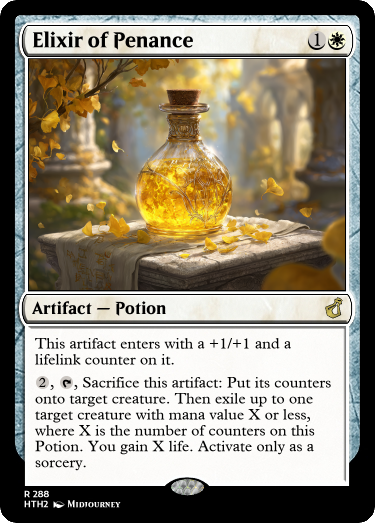 Elixir of Penance 1
Artifact — Potion
This artifact enters with a +1/+1 and a
lifelink counter on it.
2, , Sacrifice this artifact: Put its counters
onto target creature. Then exile up to one
target creature with mana value X or less,
where X is the number of counters on this
Potion. You gain X life. Activate only as a
sorcery.
R 288
HTH2 Midjourney